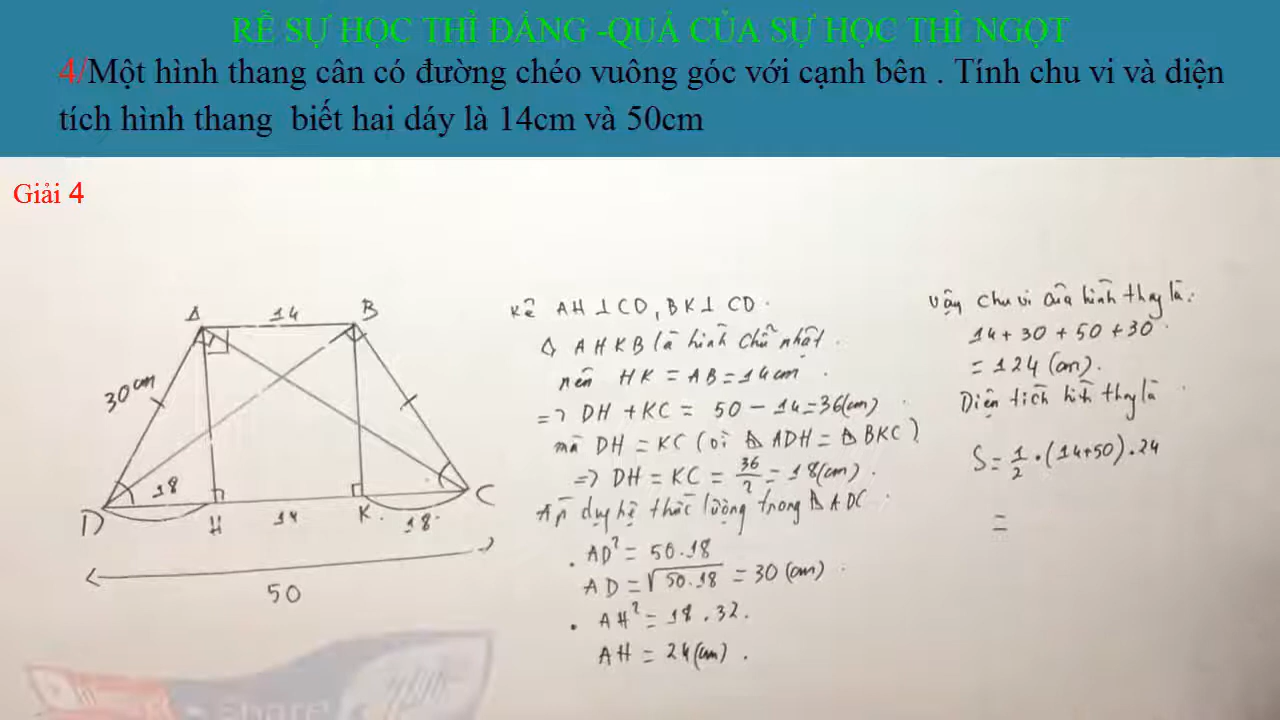 RỄ SỰ HỌC THÌ ĐẮNG -QUẢ CỦA SỰ HỌC THÌ NGỌT
4/Một hình thang cân có đường chéo vuông góc với cạnh bên . Tính chu vi và diện
tích hình thang biết hai dáy là 14cm và 50cm
Giải 4
A 14 B
30cm
18
D H 14 K 18 C
50
Kẻ AH ⊥ CD, BK ⊥ CD.
◊ AHKB là hình chữ nhật.
nên HK = AB = 14cm.
=> DH + KC = 50 - 14 = 36(cm)
mà DH = KC (vì Δ ADH = Δ BKC)
=> DH = KC = 36/2 = 18(cm).
Áp dụng hệ thức lượng trong Δ ADC
. AD² = 50.18
AD = √50.18 = 30 (cm)
. AH² = 18.32.
AH = 24(cm).
Vậy chu vi của hình thang là:
14 + 30 + 50 + 30
= 124 (cm).
Diện tích hình thang là
S = 1/2 . (14+50) . 24
=
Share